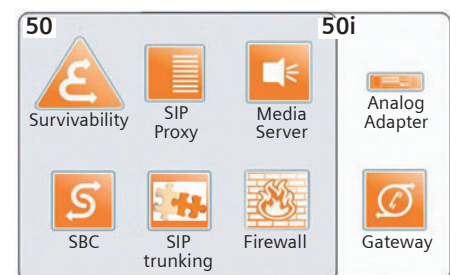 50
50i
Survivability
SIP
Proxy
Media
Server
Analog
Adapter
SBC
SIP
trunking
Firewall
Gateway